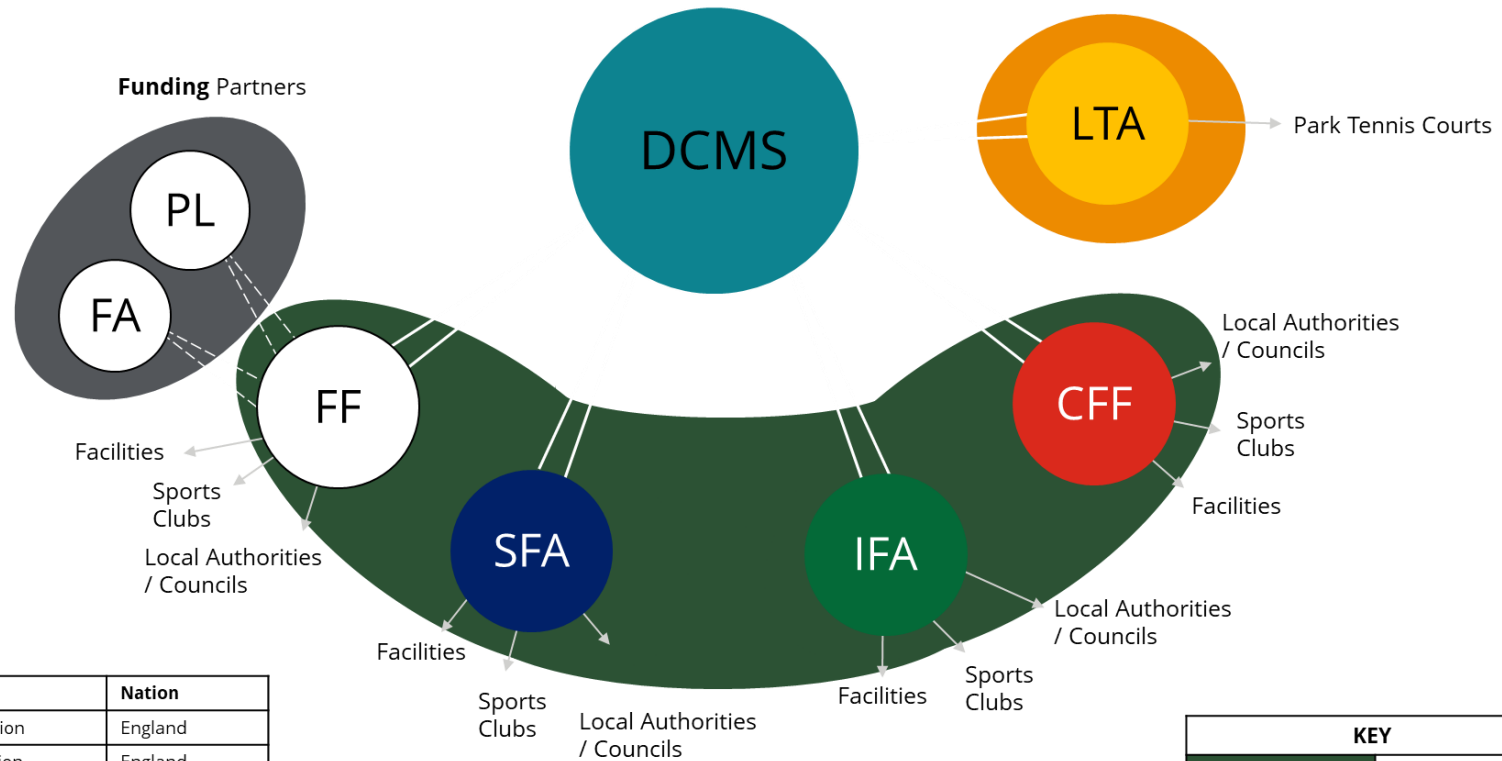 Funding Partners
PL
FA
DCMS
LTA
Park Tennis Courts
FF
SFA
IFA
CFF
Facilities
Sports
Clubs
Local Authorities
/ Councils
Facilities
Sports
Clubs
Local Authorities
/ Councils
Facilities
Sports
Clubs
Local Authorities
/ Councils
Local Authorities
/ Councils
Sports
Clubs
Facilities
Nation
England
England
KEY